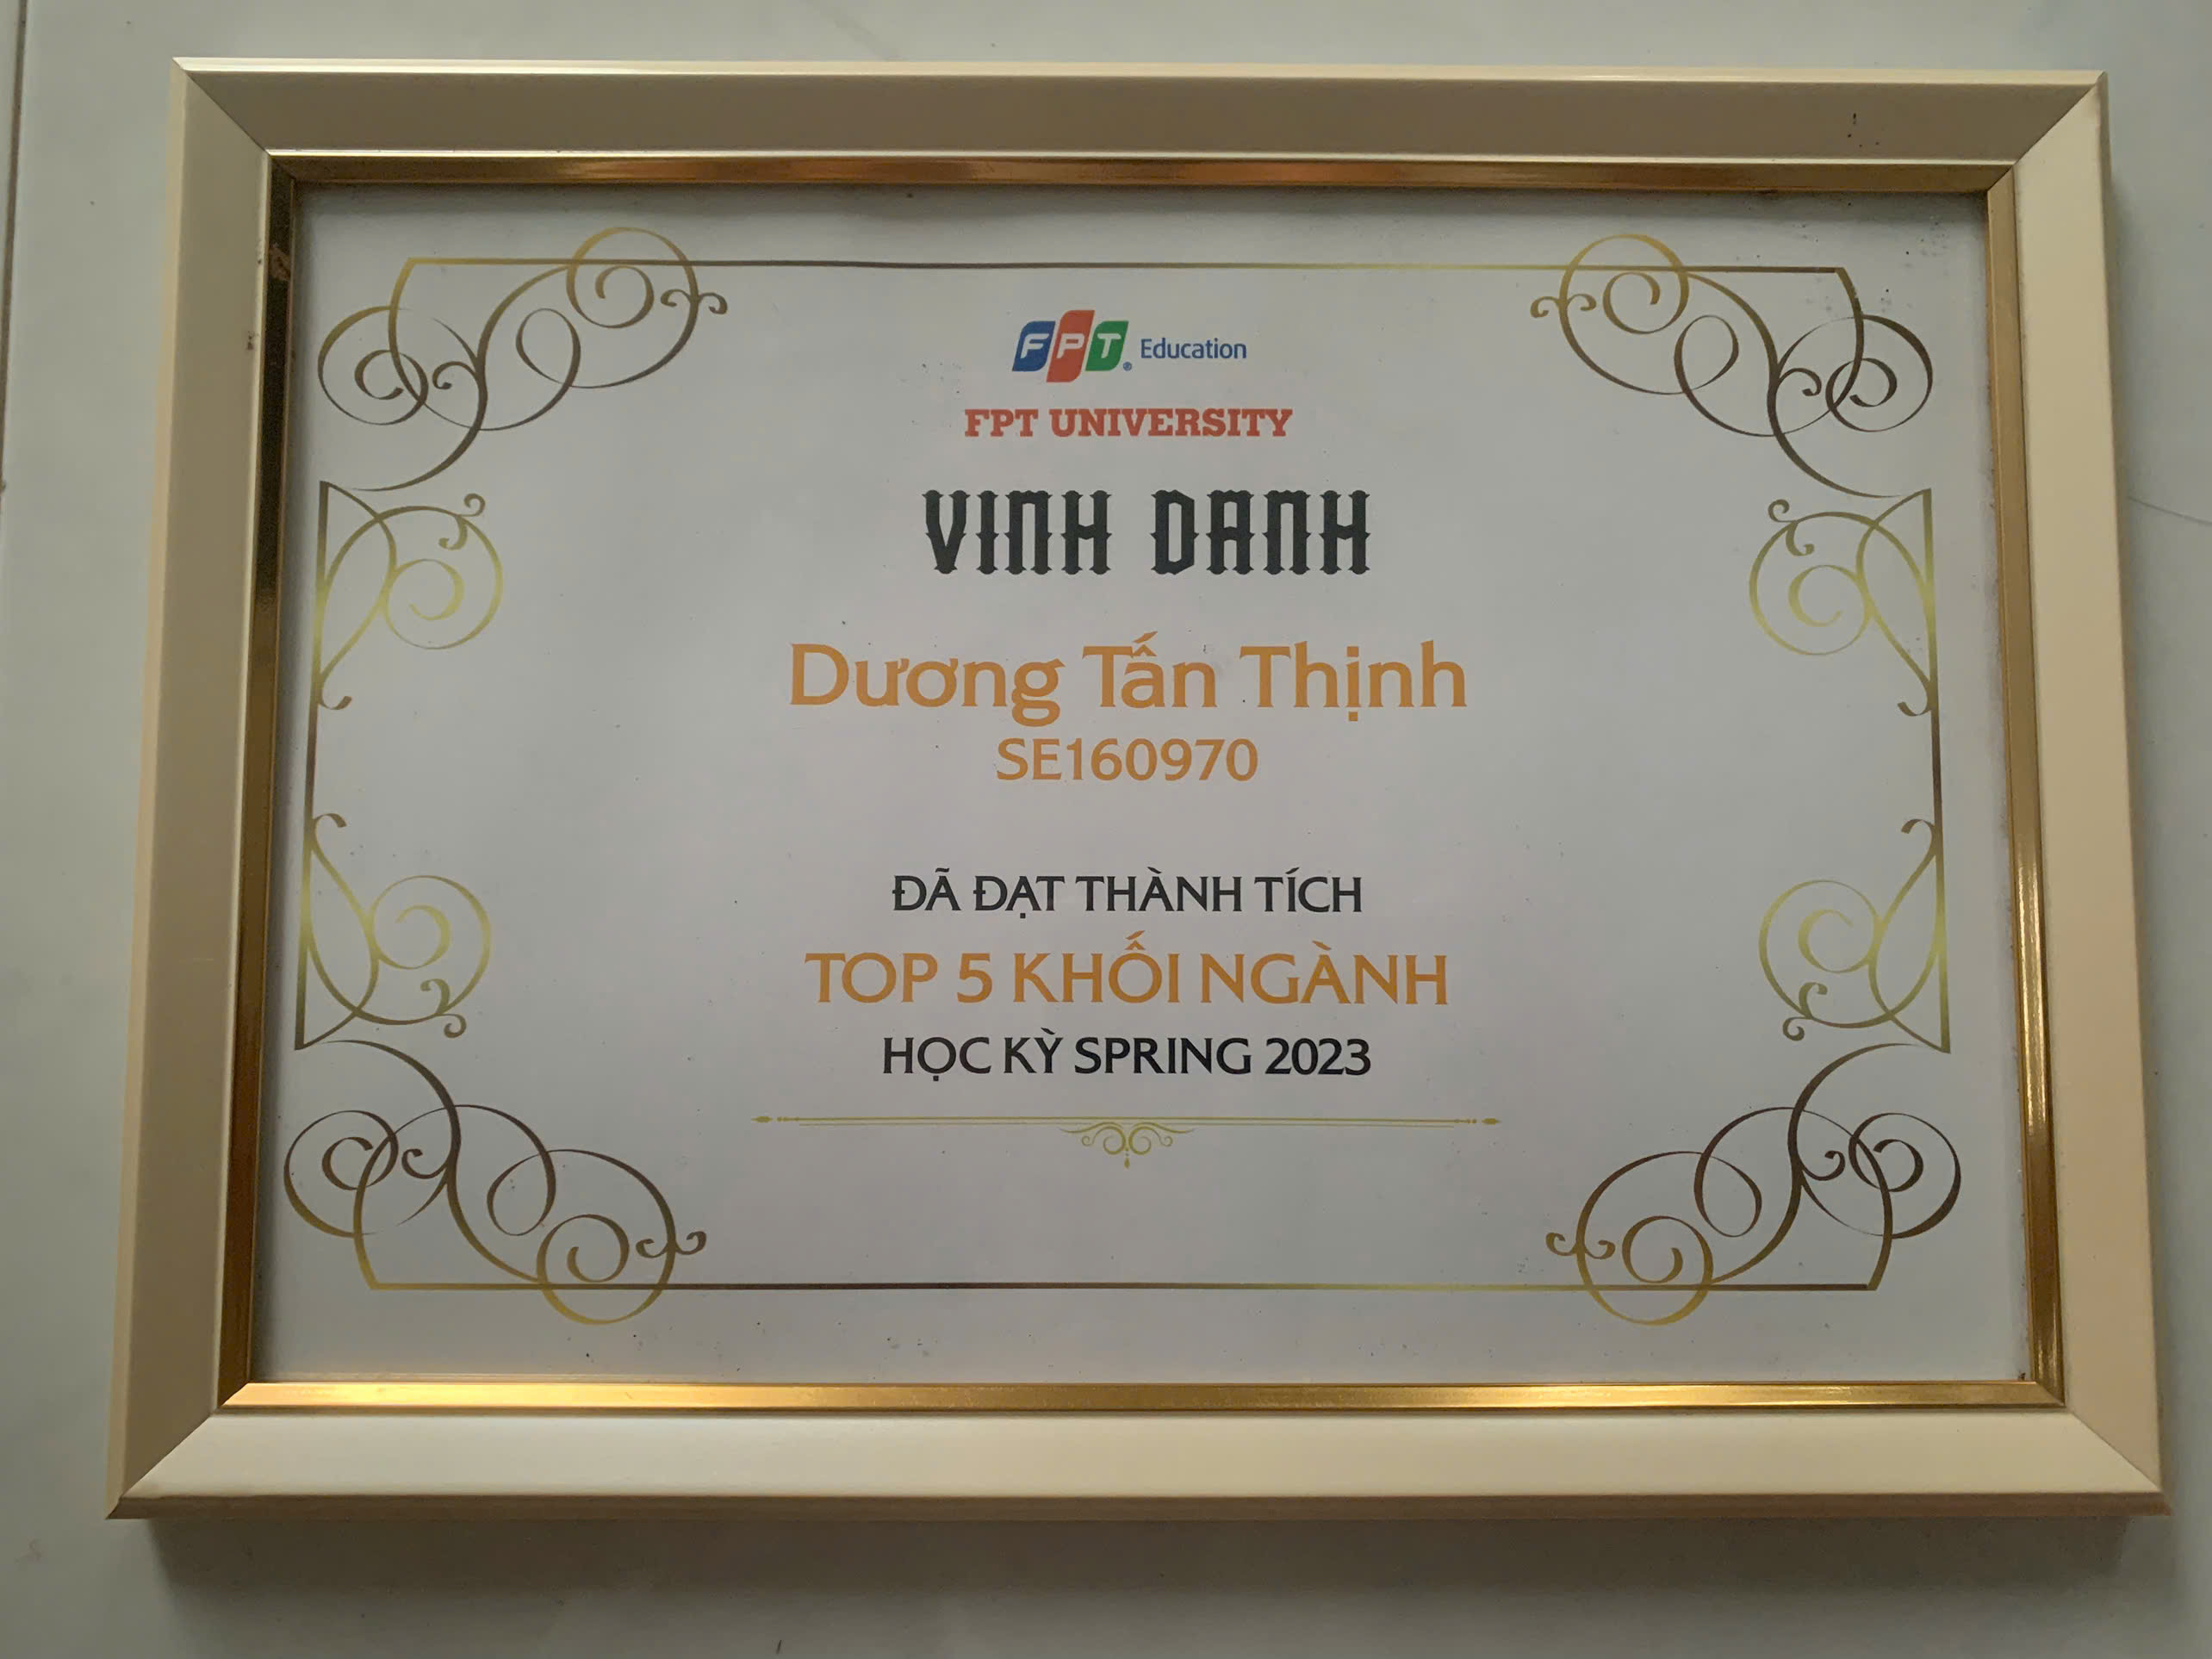 FPT Education
FPT UNIVERSITY
VINH DANH
Dương Tấn Thịnh
SE160970
ĐÃ ĐẠT THÀNH TÍCH
TOP 5 KHỐI NGÀNH
HỌC KỲ SPRING 2023